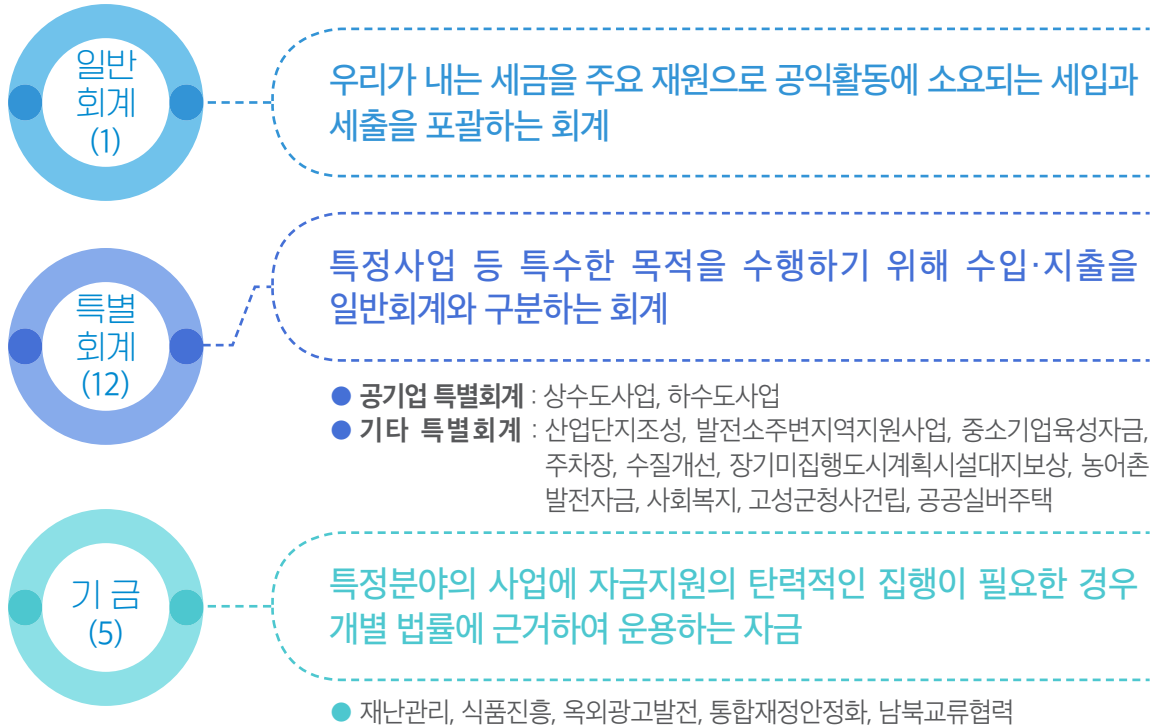 일반
회계
(1)
우리가 내는 세금을 주요 재원으로 공익활동에 소요되는 세입과
세출을 포괄하는 회계
특별
회계
(12)
특정사업 등 특수한 목적을 수행하기 위해 수입·지출을
일반회계와 구분하는 회계
● 공기업 특별회계 : 상수도사업, 하수도사업
● 기타 특별회계 : 산업단지조성, 발전소주변지역지원사업, 중소기업육성자금,
주차장, 수질개선, 장기미집행도시계획시설대지보상, 농어촌
발전자금, 사회복지, 고성군청사건립, 공공실버주택
기 금
(5)
특정분야의 사업에 자금지원의 탄력적인 집행이 필요한 경우
개별 법률에 근거하여 운용하는 자금
● 재난관리, 식품진흥, 옥외광고발전, 통합재정안정화, 남북교류협력